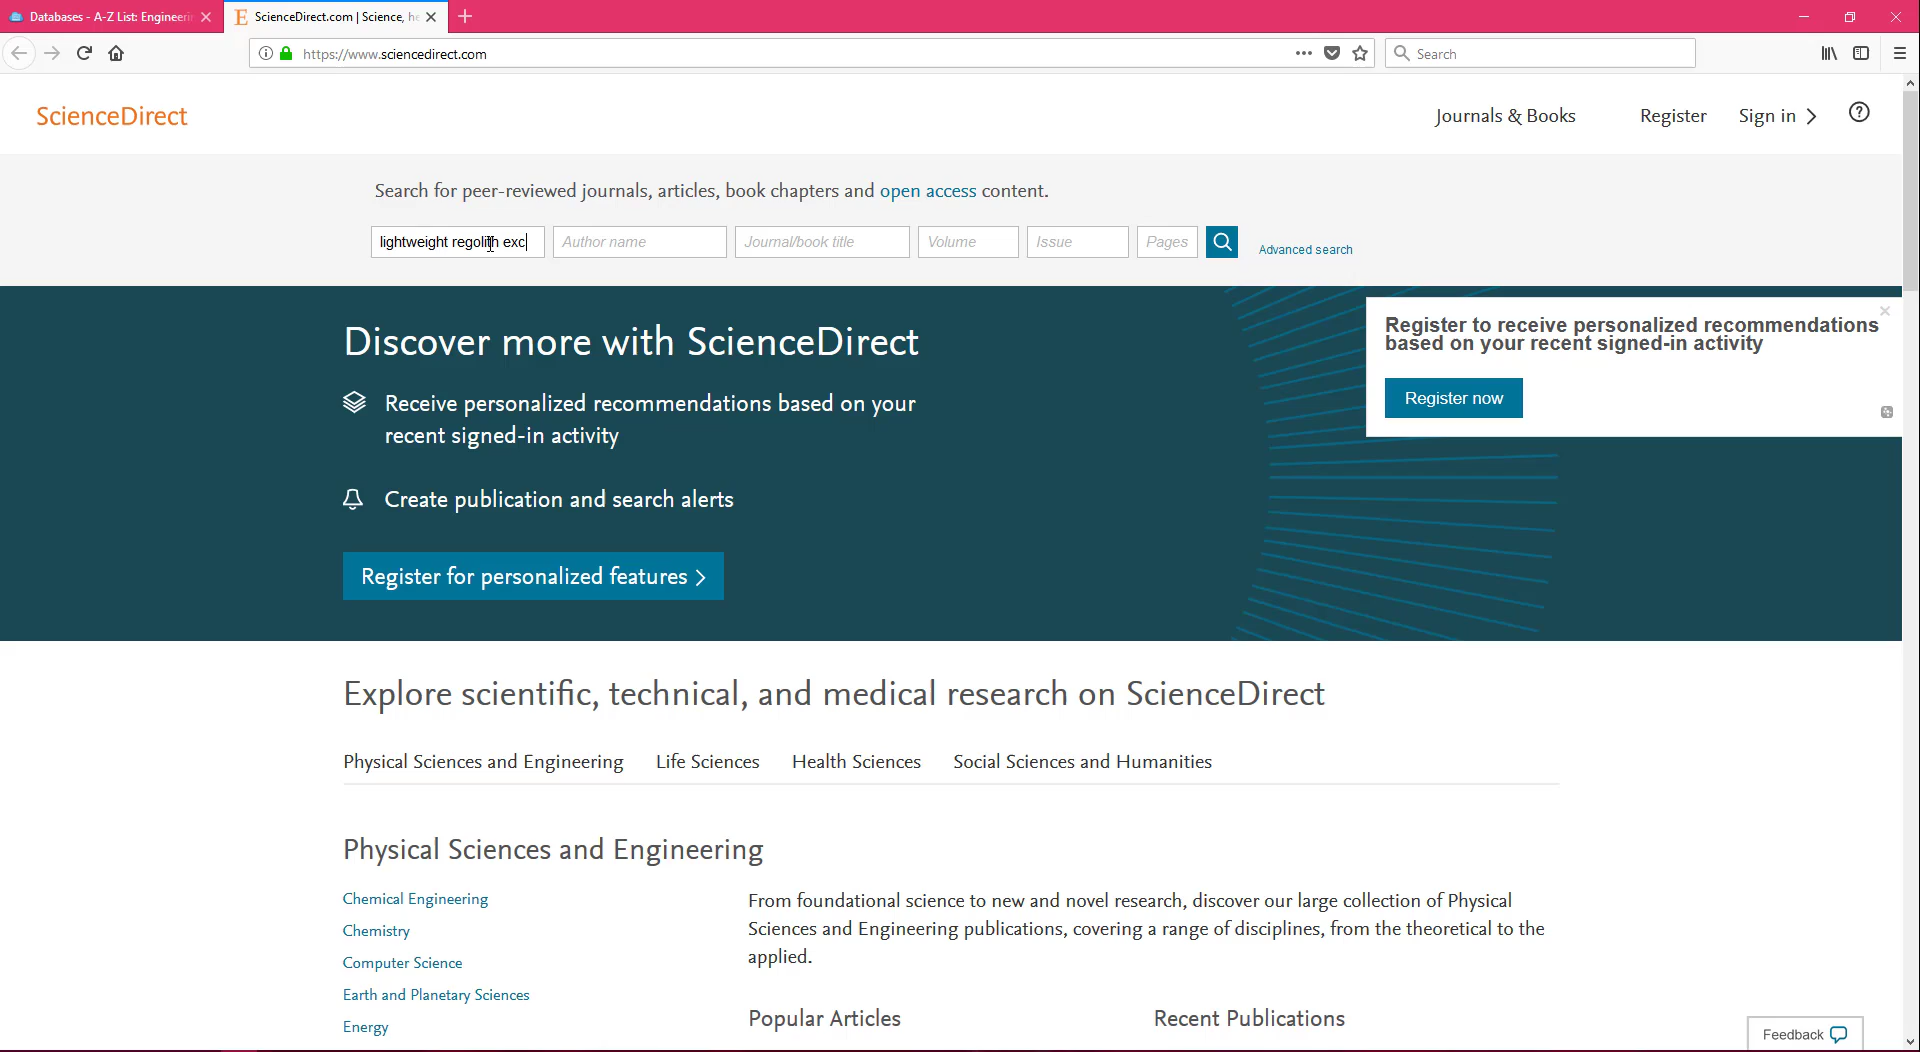 Databases - A-Z List: Engineeri
ScienceDirect.com | Science, he
https://www.sciencedirect.com
Search
ScienceDirect
Journals & Books
Register
Sign in
Search for peer-reviewed journals, articles, book chapters and open access content.
lightweight regolith exc
Author name
Journal/book title
Volume
Issue
Pages
Advanced search
Discover more with ScienceDirect
Receive personalized recommendations based on your
recent signed-in activity
Create publication and search alerts
Register for personalized features
Register to receive personalized recommendations
based on your recent signed-in activity
Register now
Explore scientific, technical, and medical research on ScienceDirect
Physical Sciences and Engineering
Life Sciences
Health Sciences
Social Sciences and Humanities
Physical Sciences and Engineering
Chemical Engineering
Chemistry
Computer Science
Earth and Planetary Sciences
Energy
From foundational science to new and novel research, discover our large collection of Physical
Sciences and Engineering publications, covering a range of disciplines, from the theoretical to the
applied.
Popular Articles
Recent Publications
Feedback